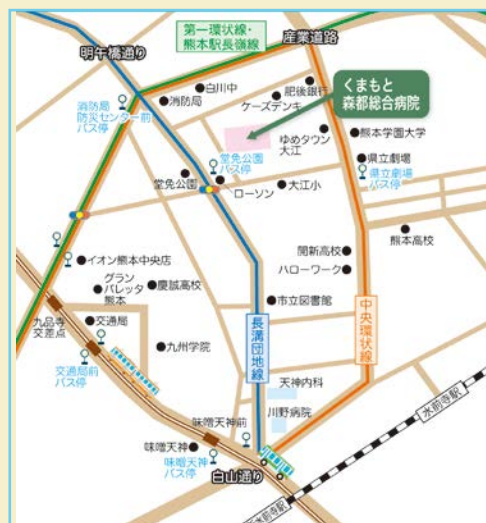 第一環状線・
熊本駅長嶺線
産業道路
明午橋通り
白川中
消防局
肥後銀行
ケーズデンキ
くまもと
森都総合病院
消防局
防災センター前
バス停
ゆめタウン
大江
熊本学園大学
堂免公園
バス停
県立劇場
県立劇場
バス停
堂免公園
ローソン
大江小
熊本高校
イオン熊本中央店
開新高校
ハローワーク
グラン
パレッタ
熊本
慶誠高校
市立図書館
九品寺
交差点
交通局
長溝団地線
中央環状線
交通局前
バス停
九州学院
天神内科
水前寺駅
川野病院
味噌天神前
味噌天神
味噌天神
バス停
白山通り
新水前寺駅